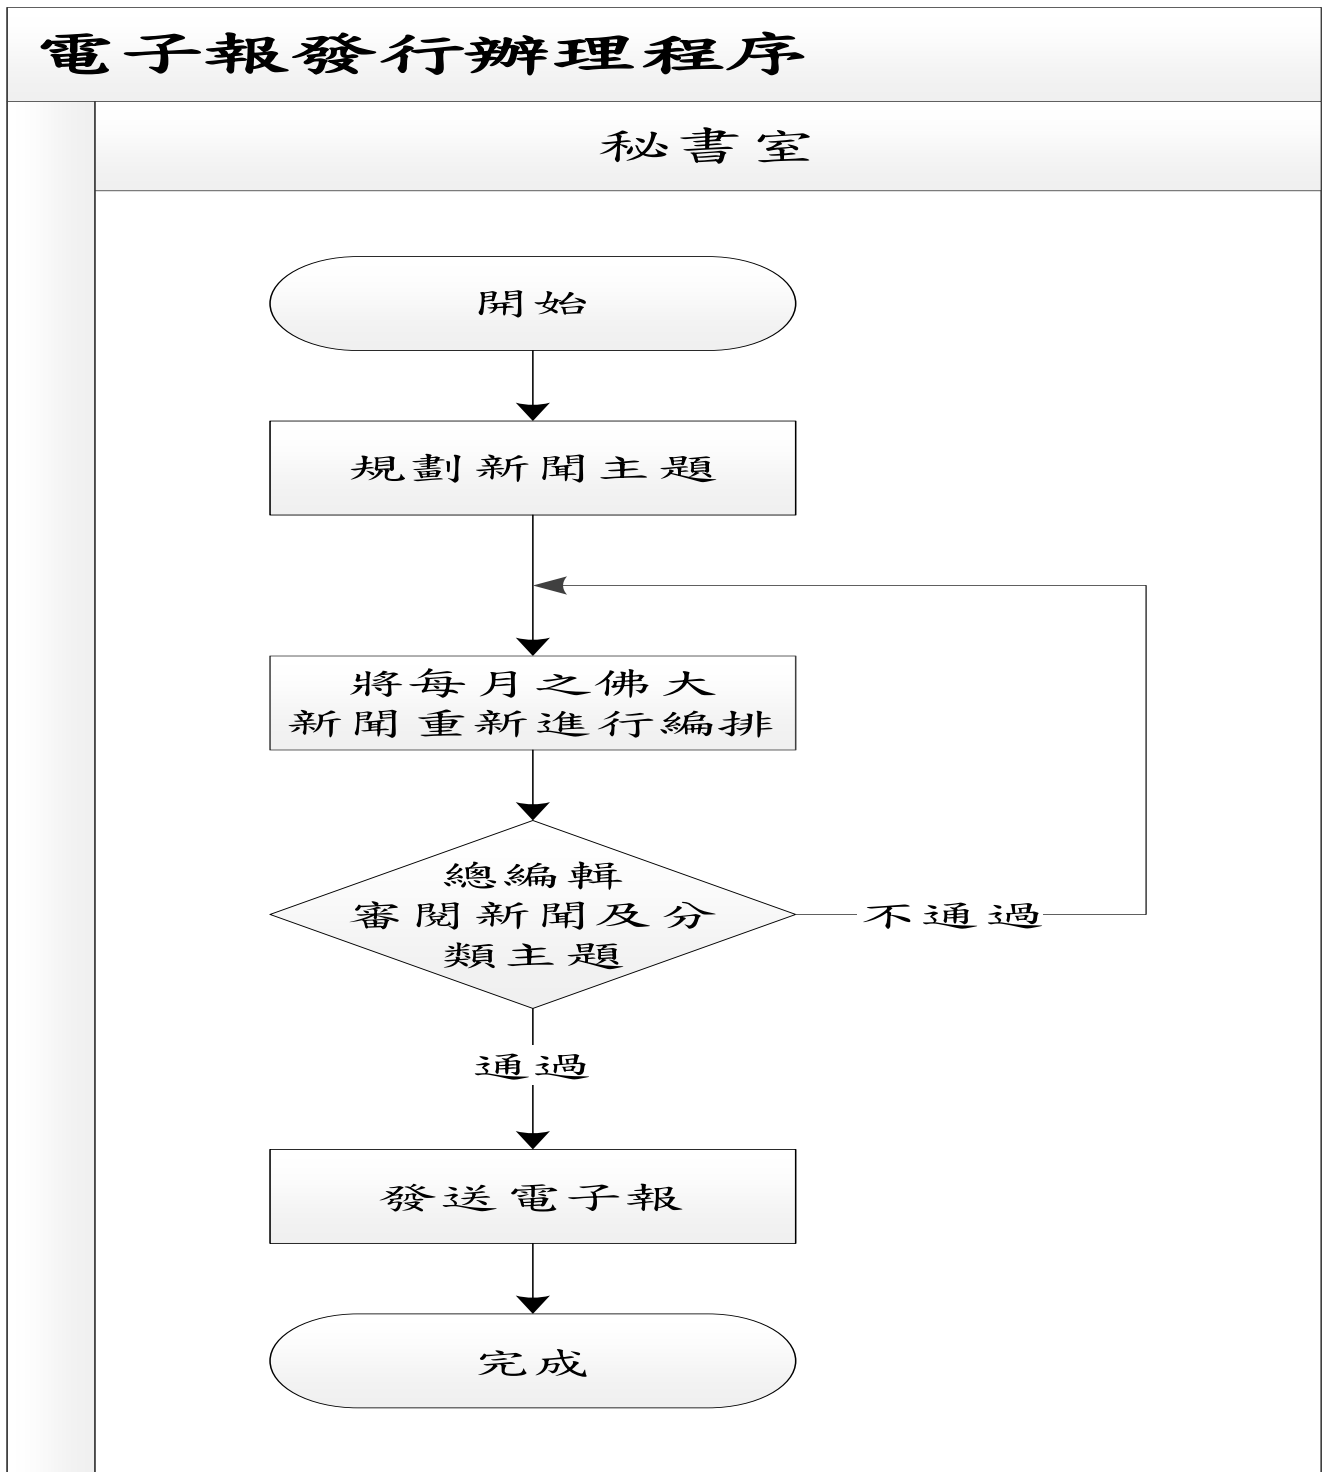 電子報發行辦理程序
秘書室
開始
規劃新聞主題
將每月之佛大
新聞重新進行編排
總編輯
審閱新聞及分
類主題
不通過
通過
發送電子報
完成